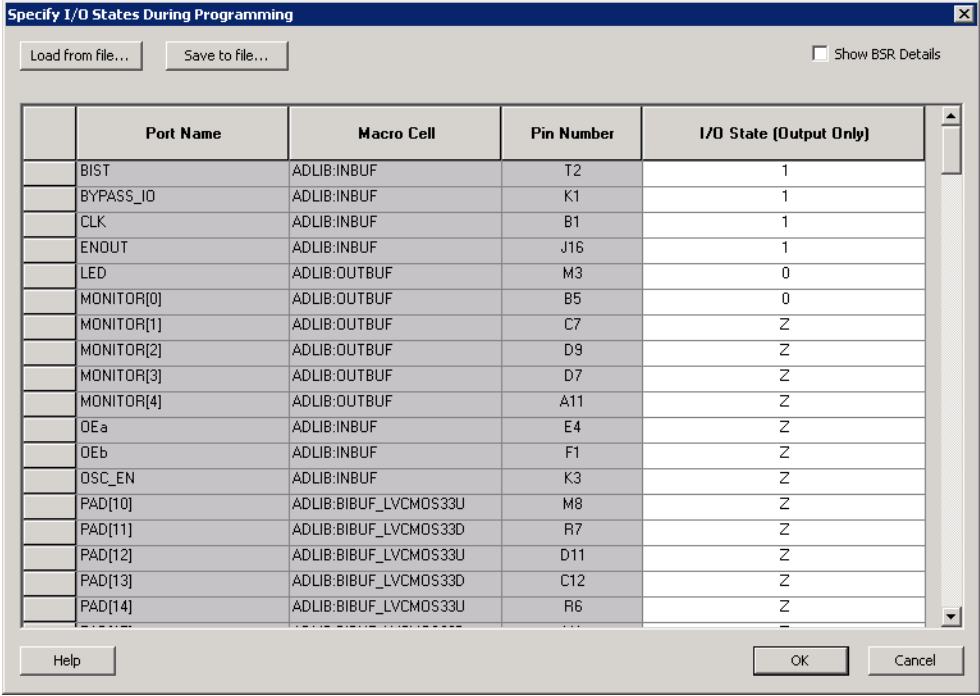 Specify I/O States During Programming
Load from file... Save to file... Show BSR Details
Port Name Macro Cell Pin Number I/O State (Output Only)
BIST ADLIB:INBUF T2 1
BYPASS_IO ADLIB:INBUF K1 1
CLK ADLIB:INBUF B1 1
ENOUT ADLIB:INBUF J16 1
LED ADLIB:OUTBUF M3 0
MONITOR[0] ADLIB:OUTBUF B5 0
MONITOR[1] ADLIB:OUTBUF C7 Z
MONITOR[2] ADLIB:OUTBUF D9 Z
MONITOR[3] ADLIB:OUTBUF D7 Z
MONITOR[4] ADLIB:OUTBUF A11 Z
OEa ADLIB:INBUF E4 Z
OEb ADLIB:INBUF F1 Z
OSC_EN ADLIB:INBUF K3 Z
PAD[10] ADLIB:BIBUF_LVCMOS33U M8 Z
PAD[11] ADLIB:BIBUF_LVCMOS33D R7 Z
PAD[12] ADLIB:BIBUF_LVCMOS33U D11 Z
PAD[13] ADLIB:BIBUF_LVCMOS33D C12 Z
PAD[14] ADLIB:BIBUF_LVCMOS33U R6 Z
Help OK Cancel